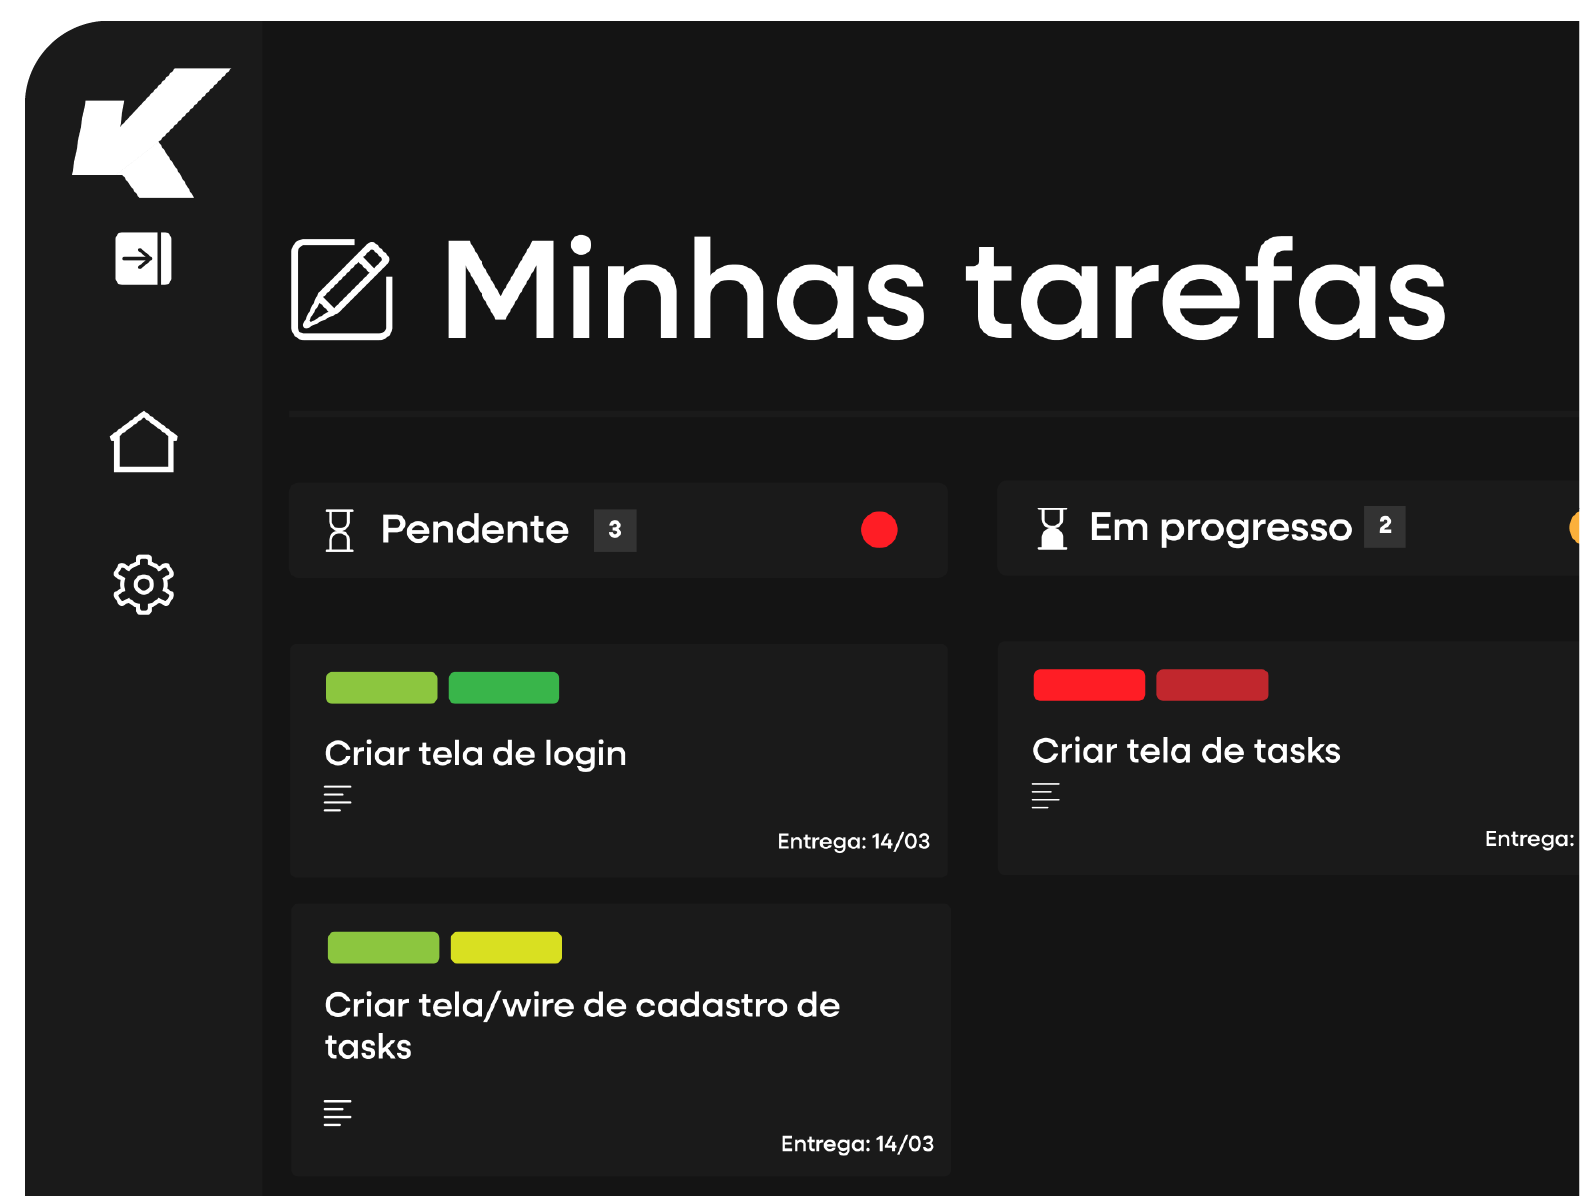 Minhas tarefas
Pendente 3
Em progresso 2
Criar tela de login
Entrega: 14/03
Criar tela/wire de cadastro de
tasks
Entrega: 14/03
Criar tela de tasks
Entrega: